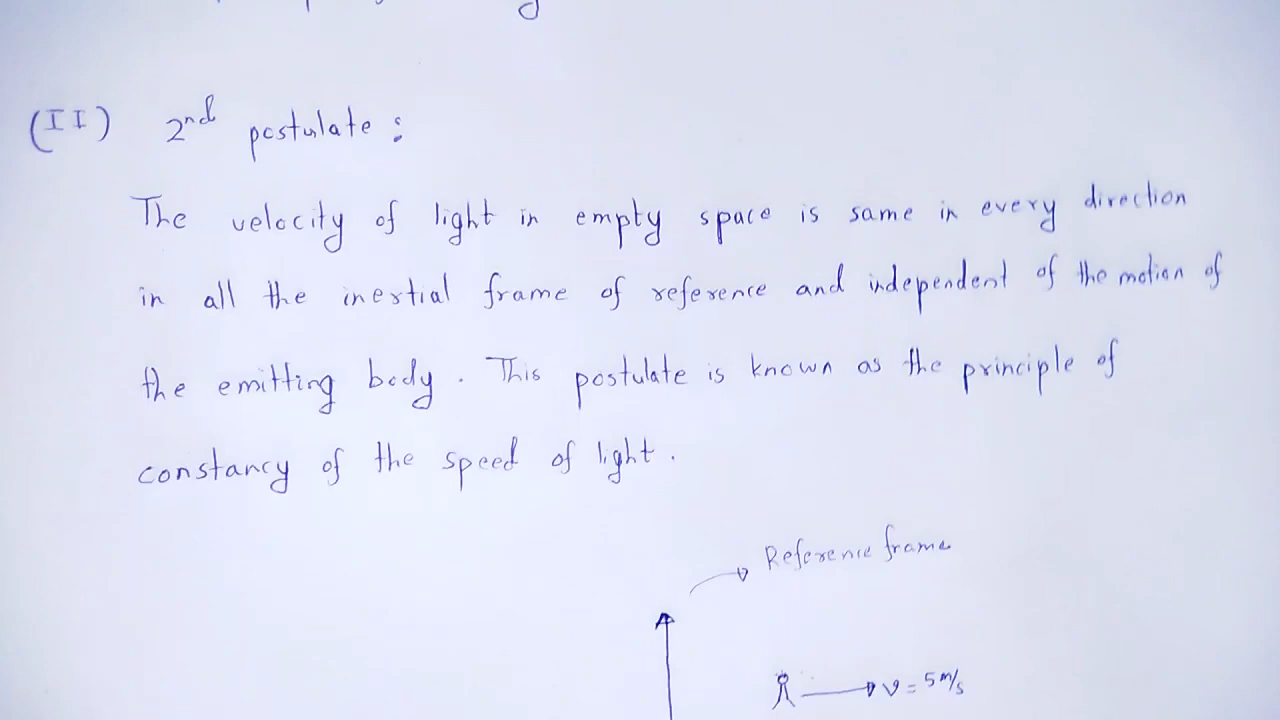 (II) 2nd postulate :
The velocity of light in empty space is same in every direction
in all the inertial frame of reference and independent of the motion of
the emitting body. This postulate is known as the principle of
constancy of the speed of light.
Reference frame
v = 5 m/s